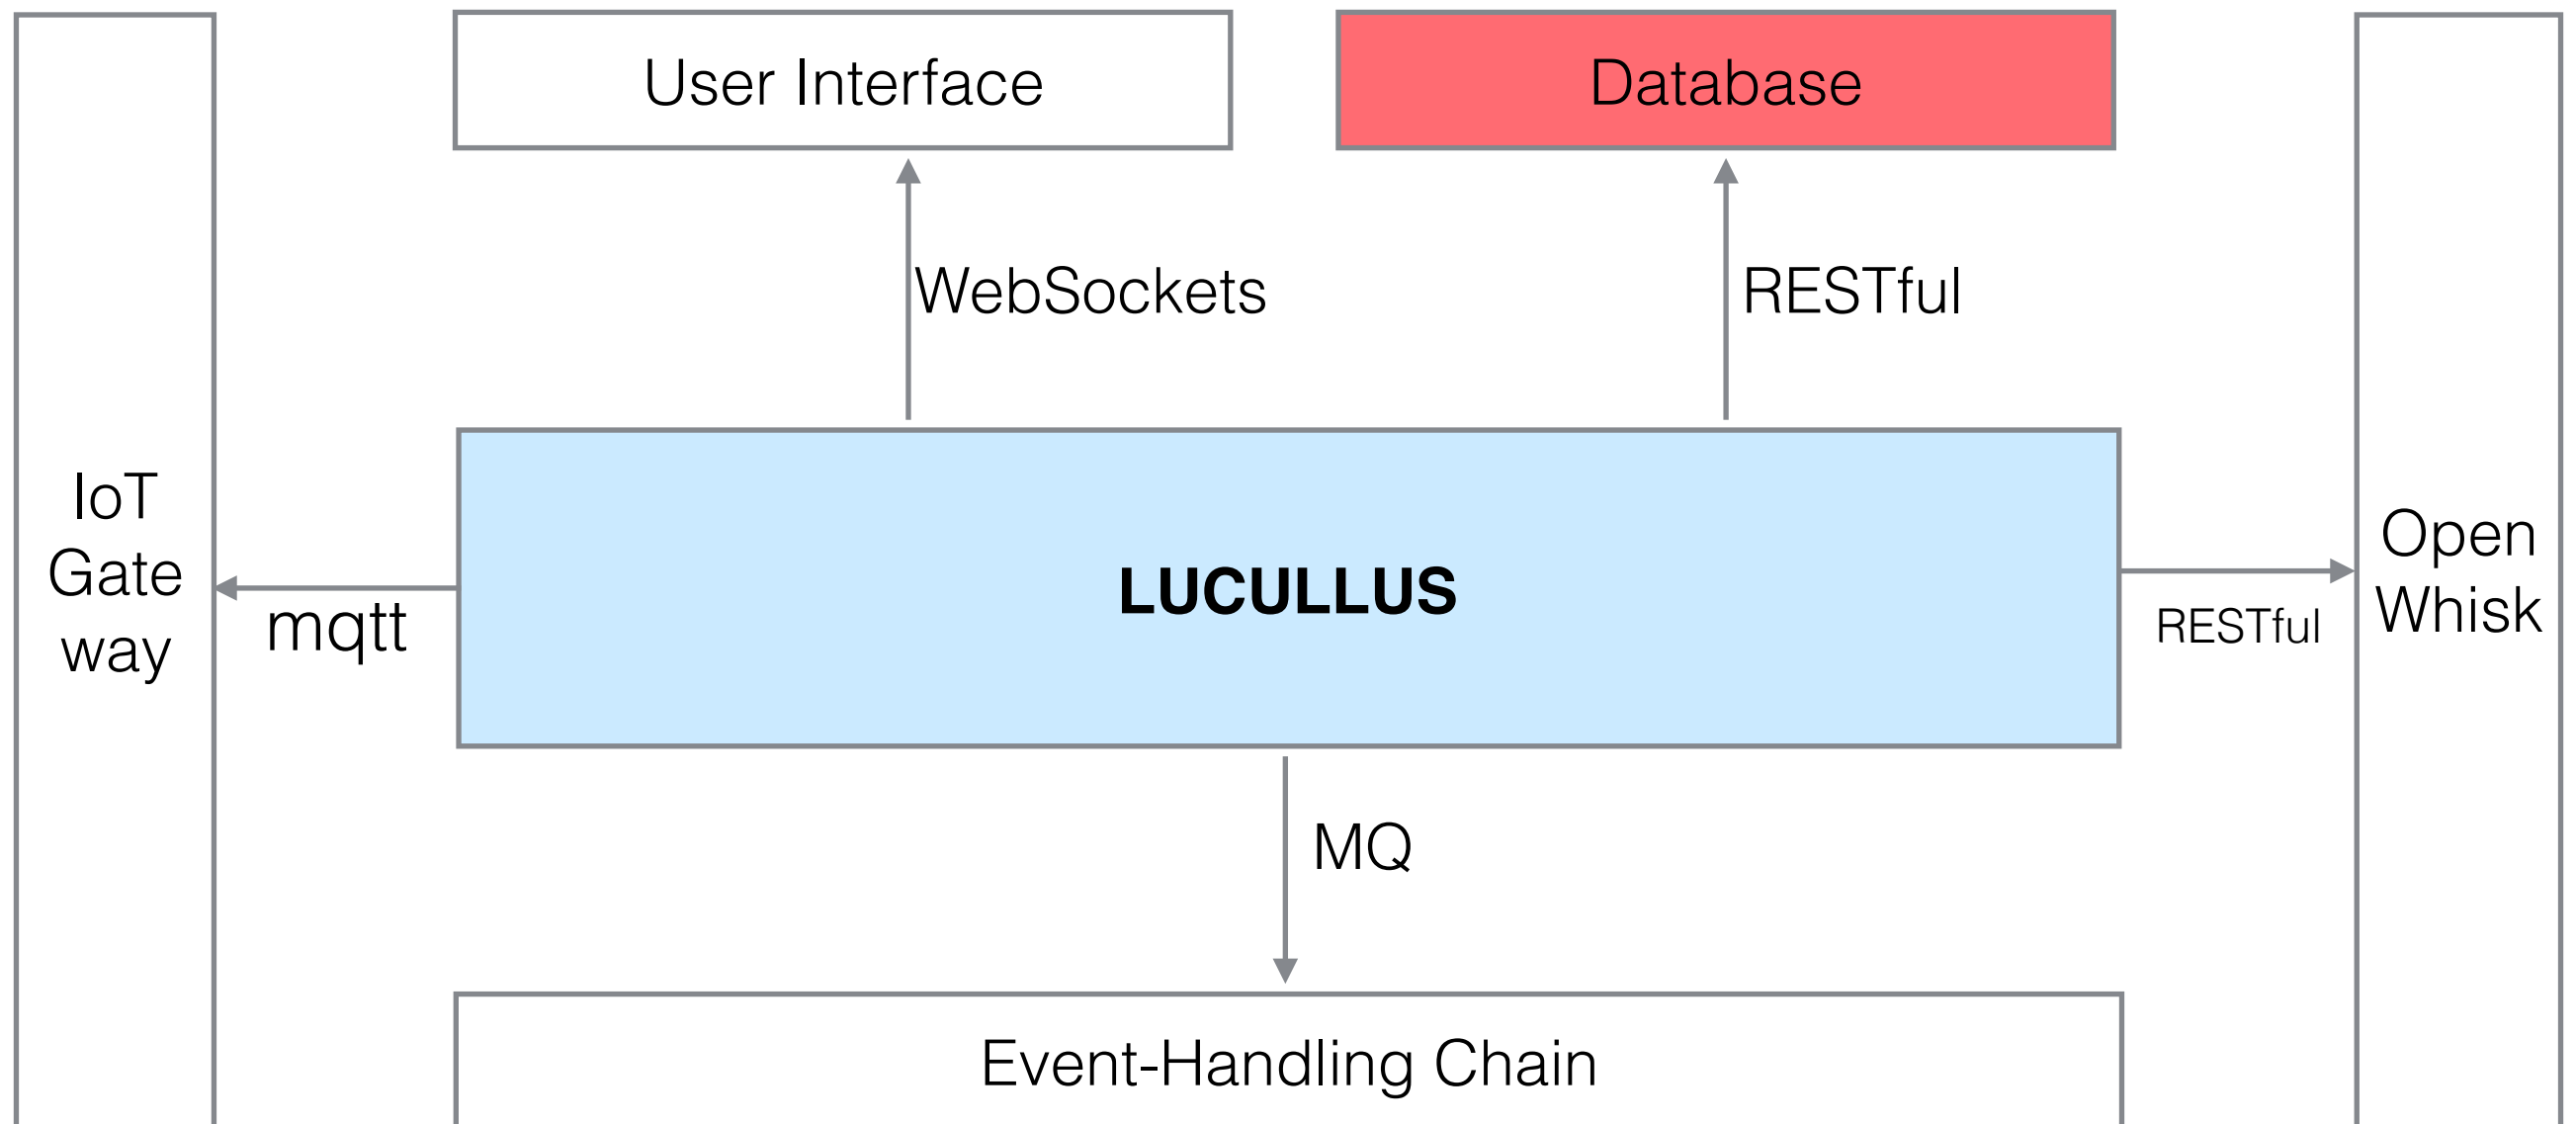 User Interface
Database
WebSockets
RESTful
IoT
Gate
way
mqtt
LUCULLUS
RESTful
Open
Whisk
MQ
Event-Handling Chain